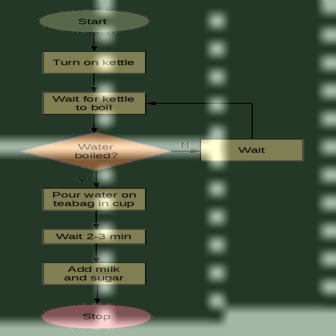 Start
Turn on kettle
Wait for kettle
to boil
Water
boiled?
N
Wait
Y
Pour water on
teabag in cup
Wait 2-3 min
Add milk
and sugar
Stop